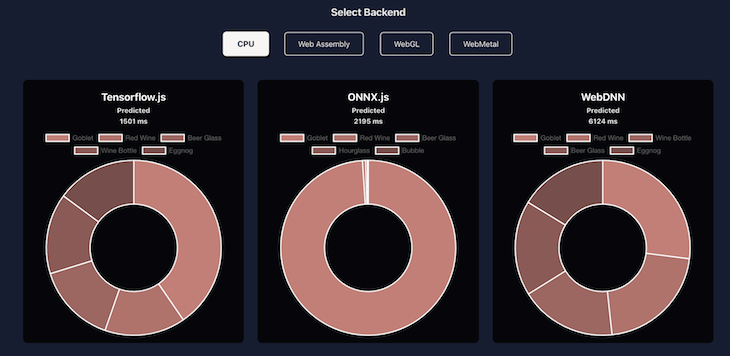 Select Backend
CPU Web Assembly WebGL WebMetal
Tensorflow.js
Predicted
1501 ms
Goblet Red Wine Beer Glass
Wine Bottle Eggnog
ONNX.js
Predicted
2195 ms
Goblet Red Wine Beer Glass
Hourglass Bubble
WebDNN
Predicted
6124 ms
Goblet Red Wine Wine Bottle
Beer Glass Eggnog